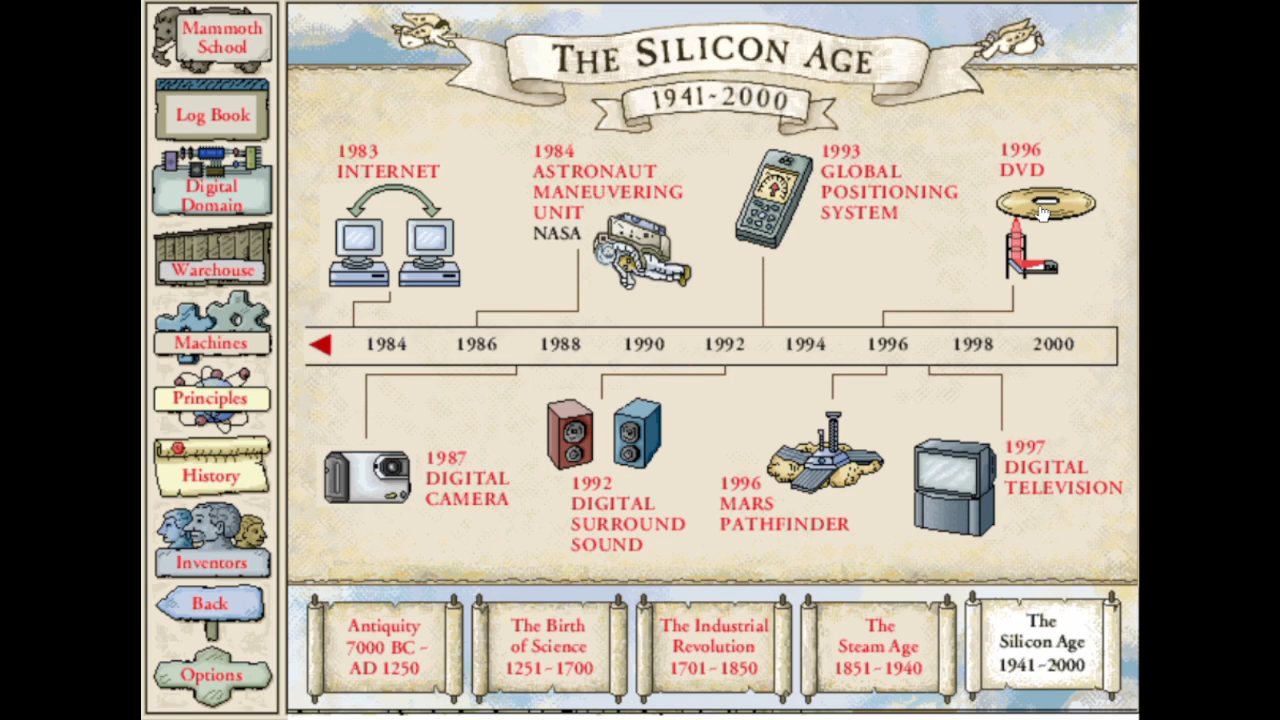 Mammoth
School
Log Book
Digital
Domain
Warehouse
Machines
Principles
History
Inventors
Back
Options
THE SILICON AGE
1941-2000
1983
INTERNET
1984
ASTRONAUT
MANEUVERING
UNIT
NASA
1993
GLOBAL
POSITIONING
SYSTEM
1996
DVD
1984 1986 1988 1990 1992 1994 1996 1998 2000
1987
DIGITAL
CAMERA
1992
DIGITAL
SURROUND
SOUND
1996
MARS
PATHFINDER
1997
DIGITAL
TELEVISION
Antiquity
7000 BC -
AD 1250
The Birth
of Science
1251-1700
The Industrial
Revolution
1701-1850
The
Steam Age
1851-1940
The
Silicon Age
1941-2000